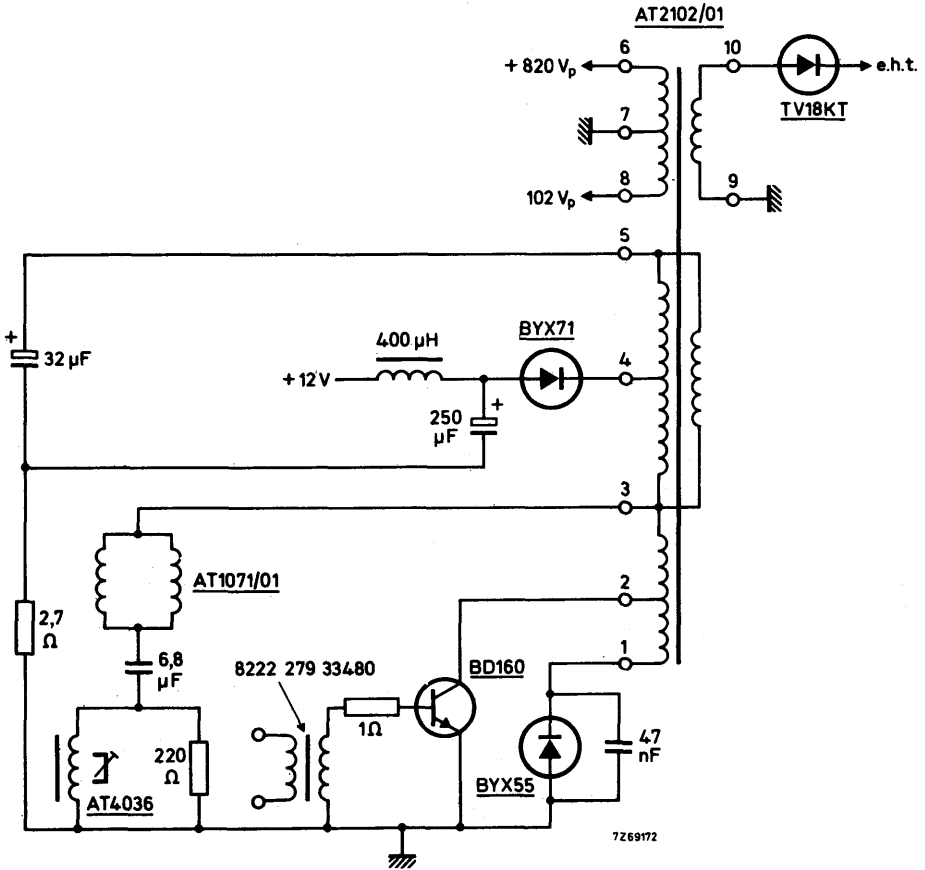 AT2102/01
6
10
+ 820 Vp
e.h.t.
7
TV18KT
8
9
102 Vp
5
+
32 µF
400 µH
BYX71
+12V
4
+
250
µF
3
AT1071/01
2,7
Ω
2
6,8
µF
1
8222 279 33480
BD160
1Ω
220
Ω
47
nF
BYX55
AT4036
7Z69172